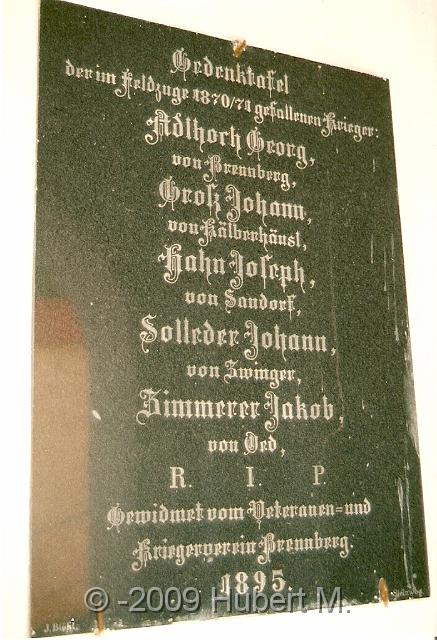 Gedenktafel
der im Feldzuge 1870/71 gefallenen Krieger:
Adlhoch Georg,
von Brennberg,
Groß Johann,
von Kälberhäusl,
Hahn Joseph,
von Sandorf,
Solleder Johann,
von Zwinger,
Zimmerer Jakob,
von Oed,
R. I. P.
Gewidmet vom Veteranen= und
Kriegerverein Brennberg.
1895.
© -2009 Hubert M.